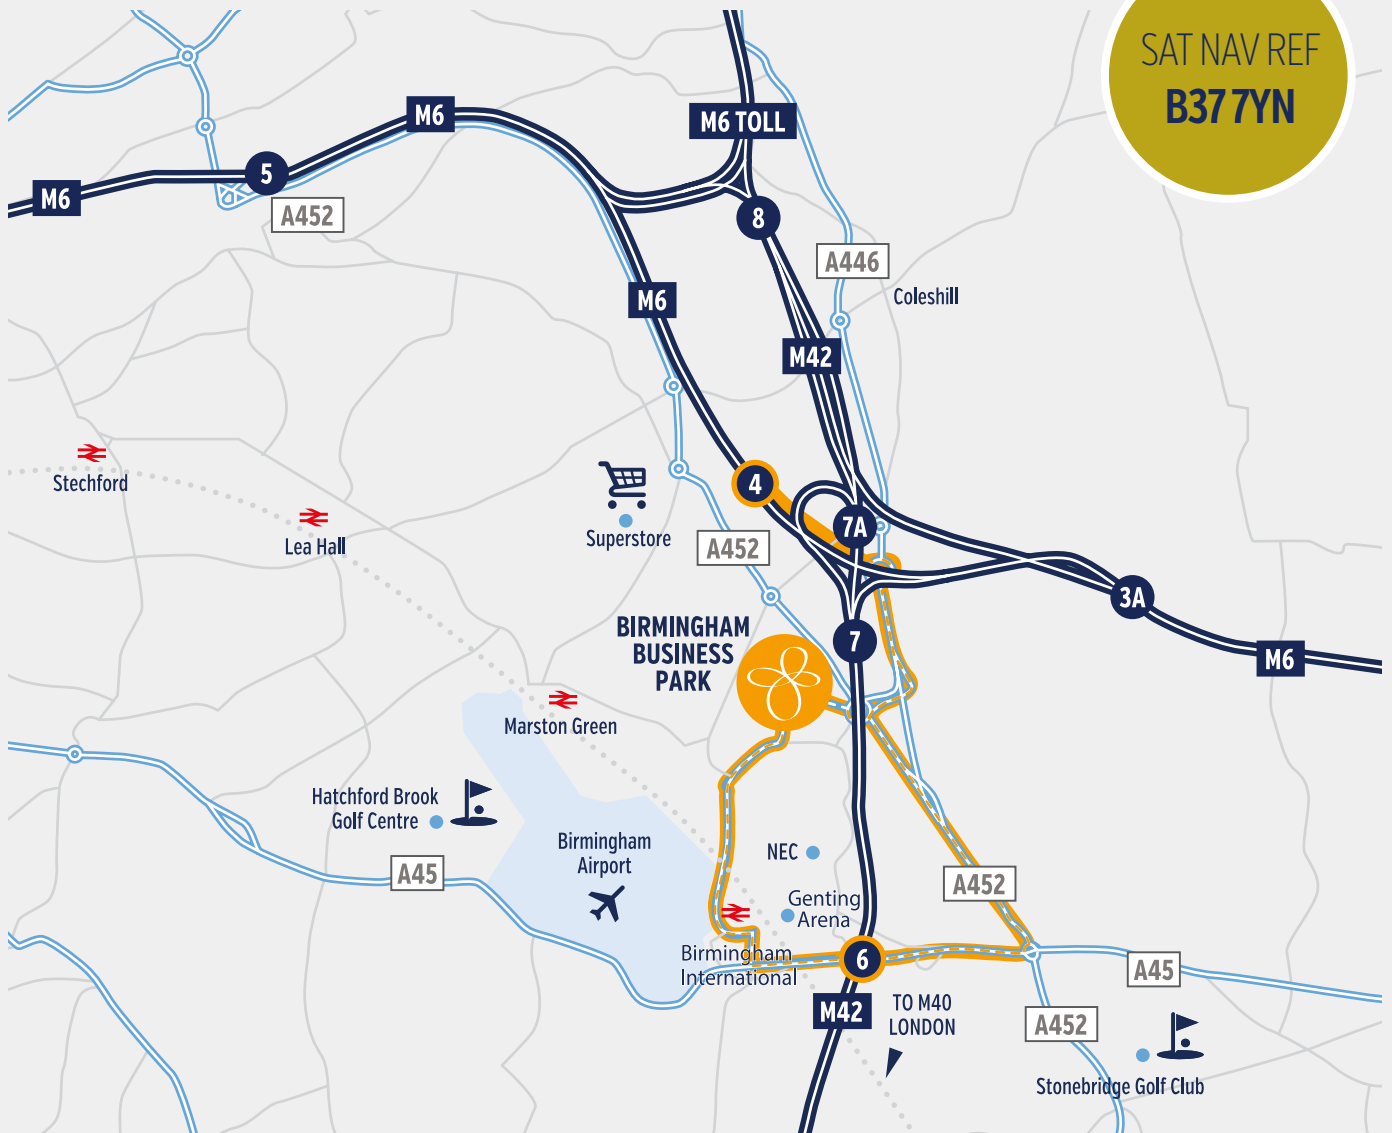 SAT NAV REF
B37 7YN
M6
M6 TOLL
5
M6
A452
8
A446
M6
Coleshill
M42
Stechford
4
Lea Hall
7A
Superstore
A452
3A
BIRMINGHAM
BUSINESS
PARK
7
M6
Marston Green
Hatchford Brook
Golf Centre
Birmingham
Airport
NEC
A45
A452
Genting
Arena
Birmingham
International
6
A45
M42
TO M40
LONDON
A452
Stonebridge Golf Club